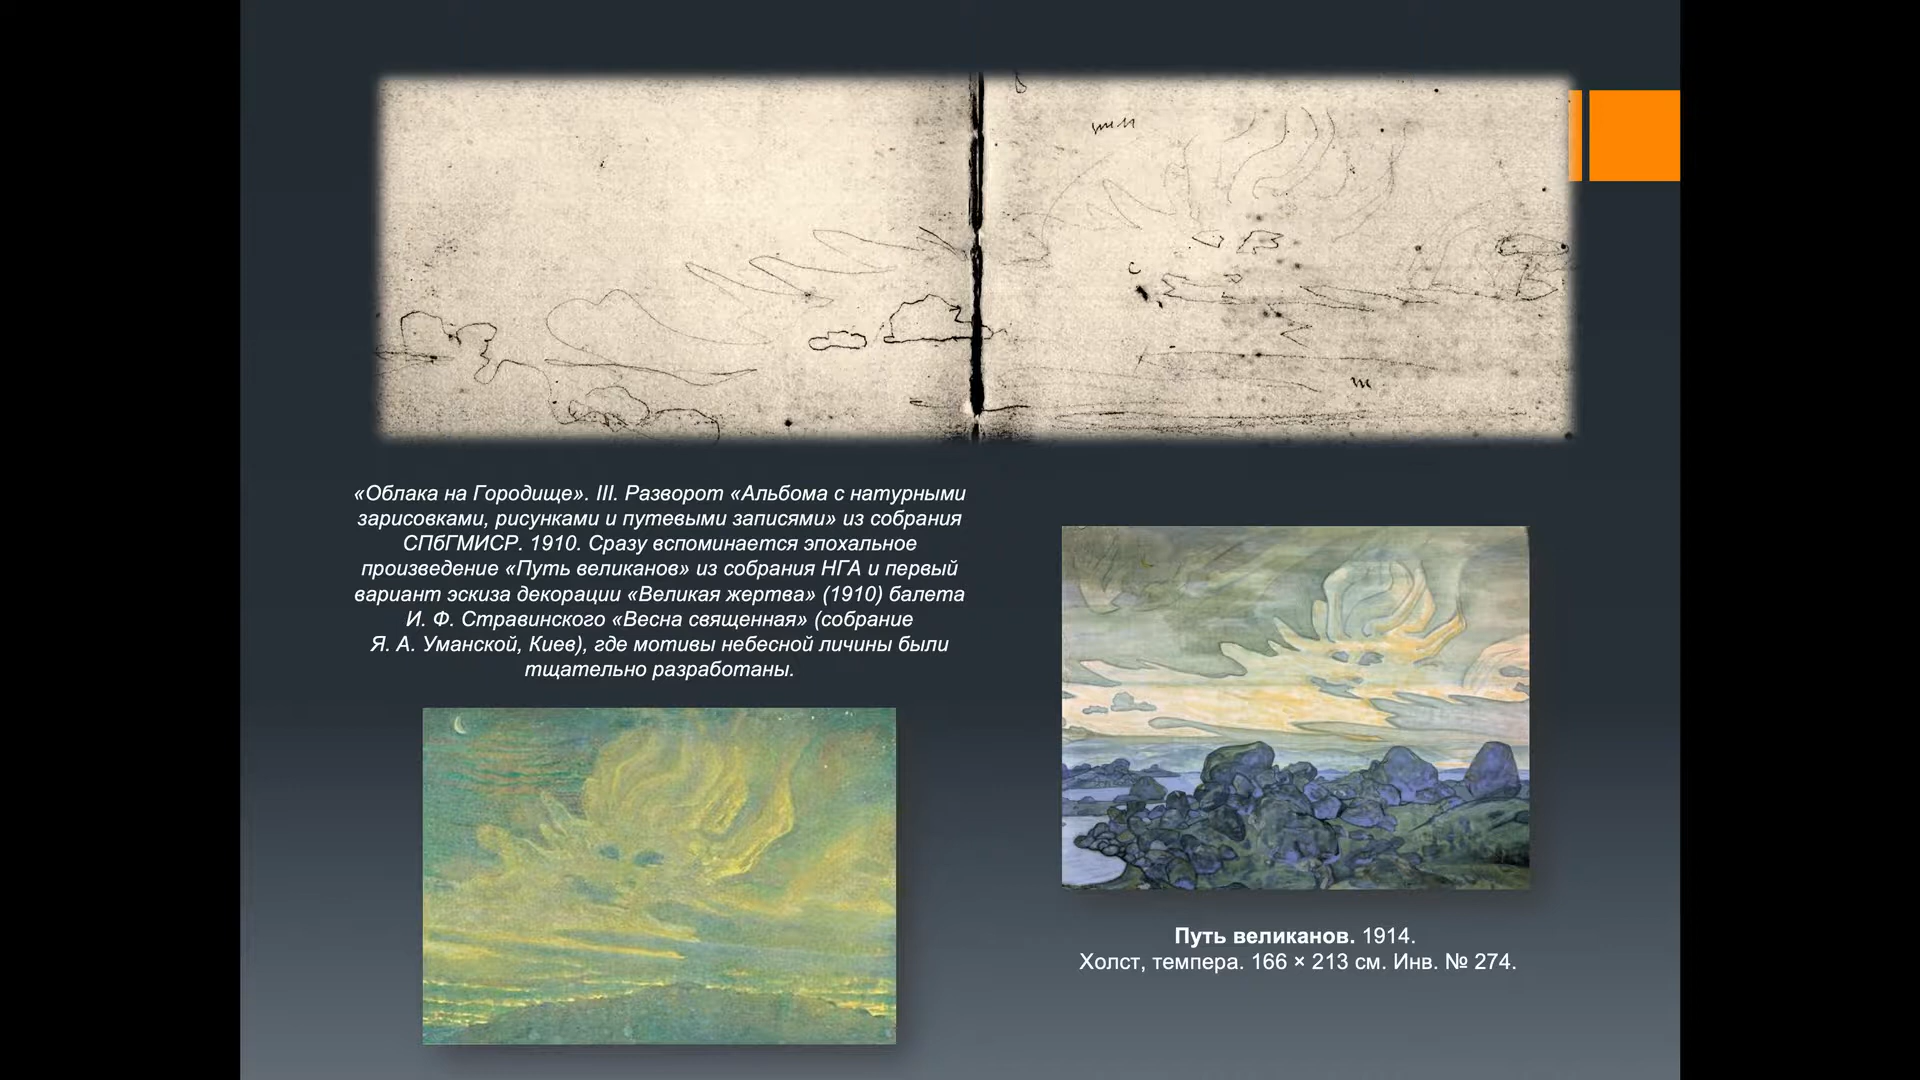 «Облака на Городище». III. Разворот «Альбома с натурными
зарисовками, рисунками и путевыми записями» из собрания
СПбГМИСР. 1910. Сразу вспоминается эпохальное
произведение «Путь великанов» из собрания НГА и первый
вариант эскиза декорации «Великая жертва» (1910) балета
И. Ф. Стравинского «Весна священная» (собрание
Я. А. Уманской, Киев), где мотивы небесной личины были
тщательно разработаны.
Путь великанов. 1914.
Холст, темпера. 166 × 213 см. Инв. № 274.